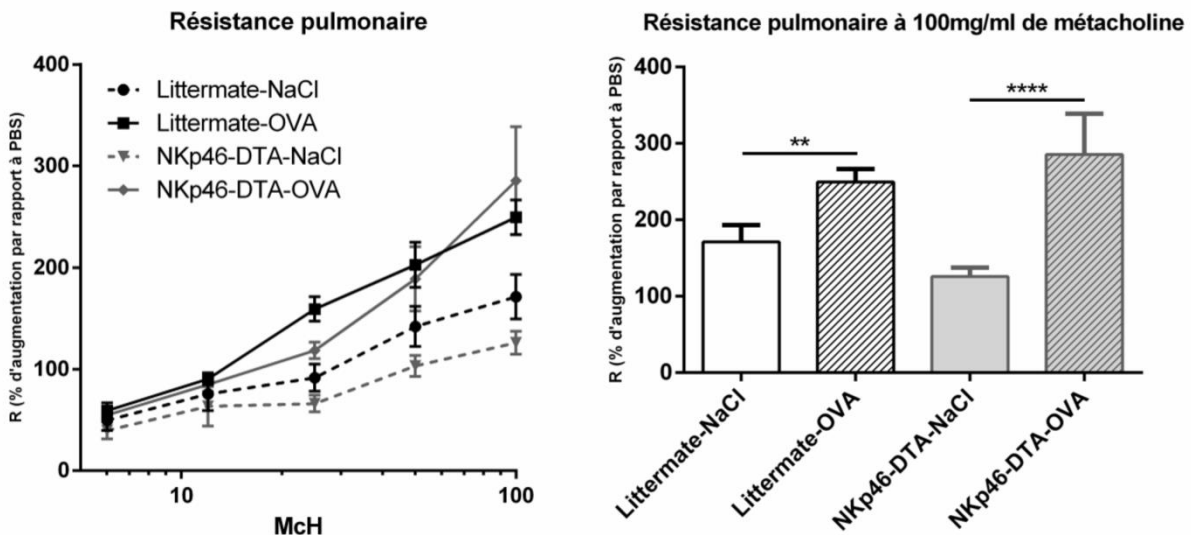 Résistance pulmonaire
R (% d'augmentation par rapport à PBS)
400
300
200
100
0
Littermate-NaCl
Littermate-OVA
NKp46-DTA-NaCl
NKp46-DTA-OVA
10
100
McH
Résistance pulmonaire à 100mg/ml de métacholine
R (% d'augmentation par rapport à PBS)
400
300
200
100
0
**
****
Littermate-NaCl
Littermate-OVA
NKp46-DTA-NaCl
NKp46-DTA-OVA